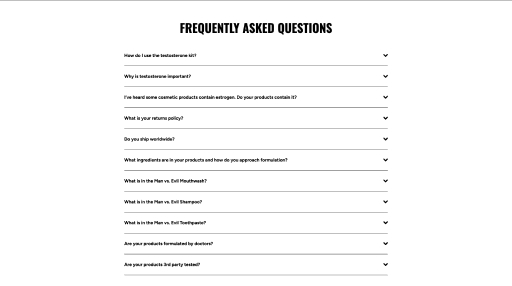 FREQUENTLY ASKED QUESTIONS
How do I use the testosterone kit?
Why is testosterone important?
I've heard some cosmetic products contain estrogen. Do your products contain it?
What is your returns policy?
Do you ship worldwide?
What ingredients are in your products and how do you approach formulation?
What is in the Man vs. Evil Mouthwash?
What is in the Man vs. Evil Shampoo?
What is in the Man vs. Evil Toothpaste?
Are your products formulated by doctors?
Are your products 3rd party tested?